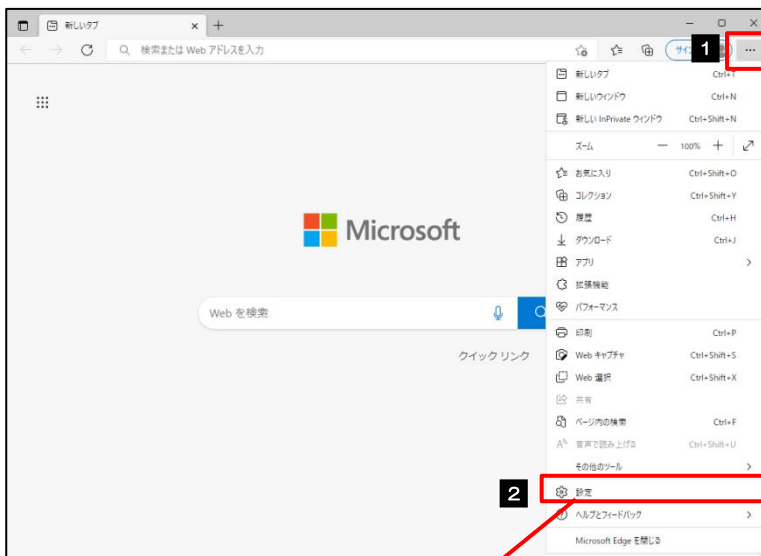 新しいタブ
検索または Web アドレスを入力
1
新しいタブ Ctrl+T
新しいウィンドウ Ctrl+N
新しい InPrivate ウィンドウ Ctrl+Shift+N
ズーム 100%
お気に入り Ctrl+Shift+O
コレクション Ctrl+Shift+Y
履歴 Ctrl+H
ダウンロード Ctrl+J
アプリ
拡張機能
パフォーマンス
印刷 Ctrl+P
Web キャプチャ Ctrl+Shift+S
Web 選択 Ctrl+Shift+X
共有
ページ内の検索 Ctrl+F
音声で読み上げる Ctrl+Shift+U
その他のツール
2
設定
ヘルプとフィードバック
Microsoft Edge を閉じる
Microsoft
Web を検索
クイック リンク